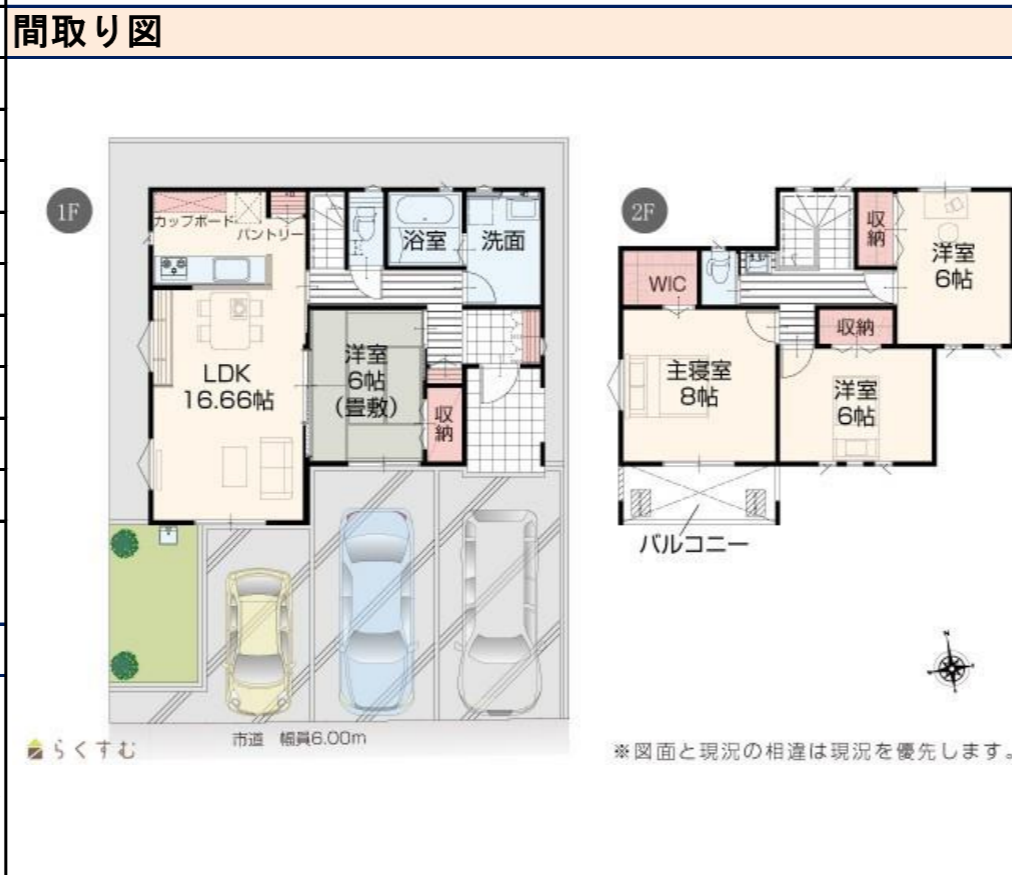 間取り図
1F
カップボード
パントリー
浴室
洗面
LDK
16.66帖
洋室
6帖
(畳敷)
収納
市道 幅員6.00m
らくすむ
2F
収納
洋室
6帖
WIC
収納
主寝室
8帖
洋室
6帖
バルコニー
※図面と現況の相違は現況を優先します。